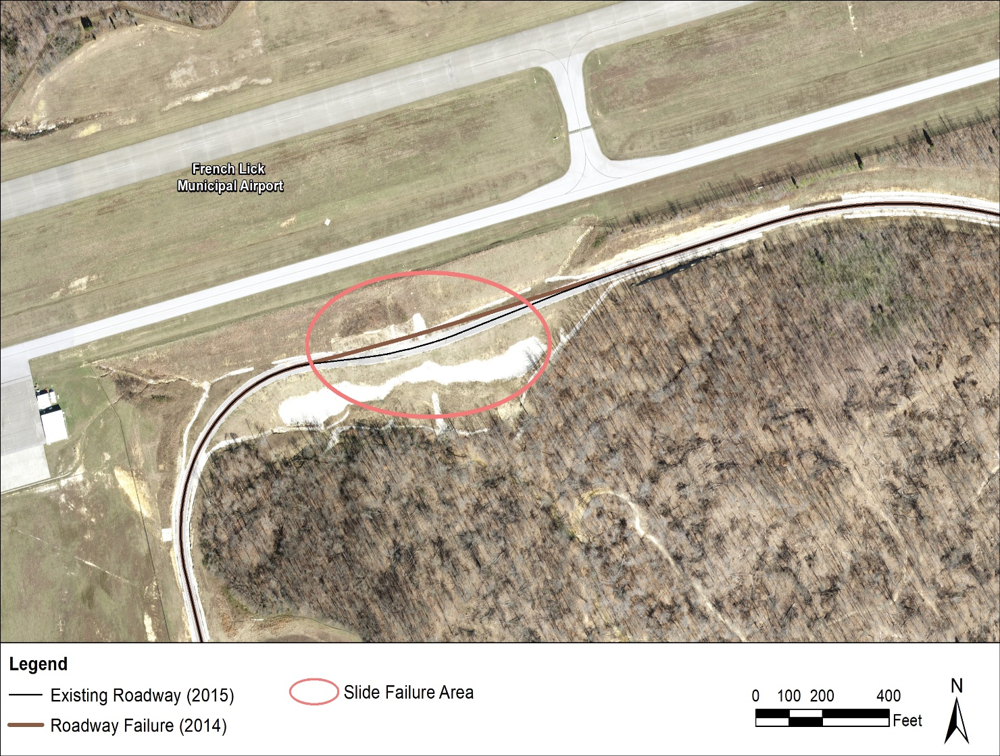 French Lick
Municipal Airport
Legend
Existing Roadway (2015)
Roadway Failure (2014)
Slide Failure Area
0 100 200 400
Feet
N